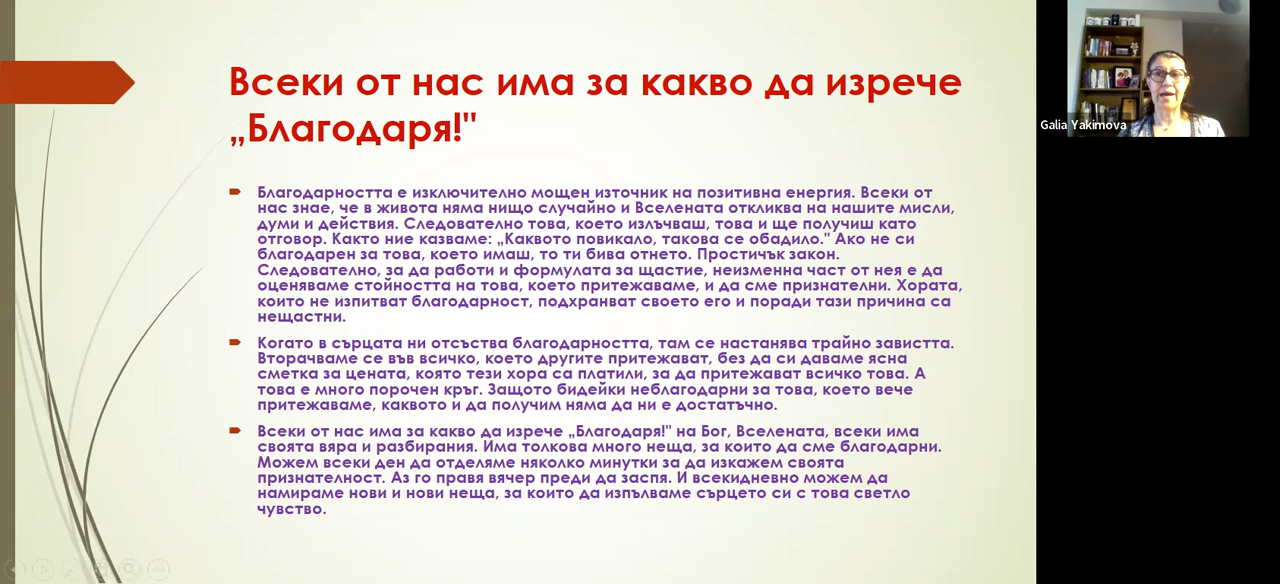 Всеки от нас има за какво да изрече
„Благодаря!"
Благодарността е изключително мощен източник на позитивна енергия. Всеки от
нас знае, че в живота няма нищо случайно и Вселената откликва на нашите мисли,
думи и действия. Следователно това, което излъчваш, това и ще получиш като
отговор. Както ние казваме: „Каквото повикало, такова се обадило." Ако не си
благодарен за това, което имаш, то ти бива отнето. Простичък закон.
Следователно, за да работи и формулата за щастие, неизменна част от нея е да
оценяваме стойността на това, което притежаваме, и да сме признателни. Хората,
които не изпитват благодарност, подхранват своето его и поради тази причина са
нещастни.
Когато в сърцата ни отсъства благодарността, там се настанява трайно завистта.
Вторачваме се във всичко, което другите притежават, без да си даваме ясна
сметка за цената, която тези хора са платили, за да притежават всичко това. А
това е много порочен кръг. Защото бидейки неблагодарни за това, което вече
притежаваме, каквото и да получим няма да ни е достатъчно.
Всеки от нас има за какво да изрече „Благодаря!" на Бог, Вселената, всеки има
своята вяра и разбирания. Има толкова много неща, за които да сме благодарни.
Можем всеки ден да отделяме няколко минутки за да изкажем своята
признателност. Аз го правя вечер преди да заспя. И всекидневно можем да
намираме нови и нови неща, за които да изпълваме сърцето си с това светло
чувство.
Galia Yakimova